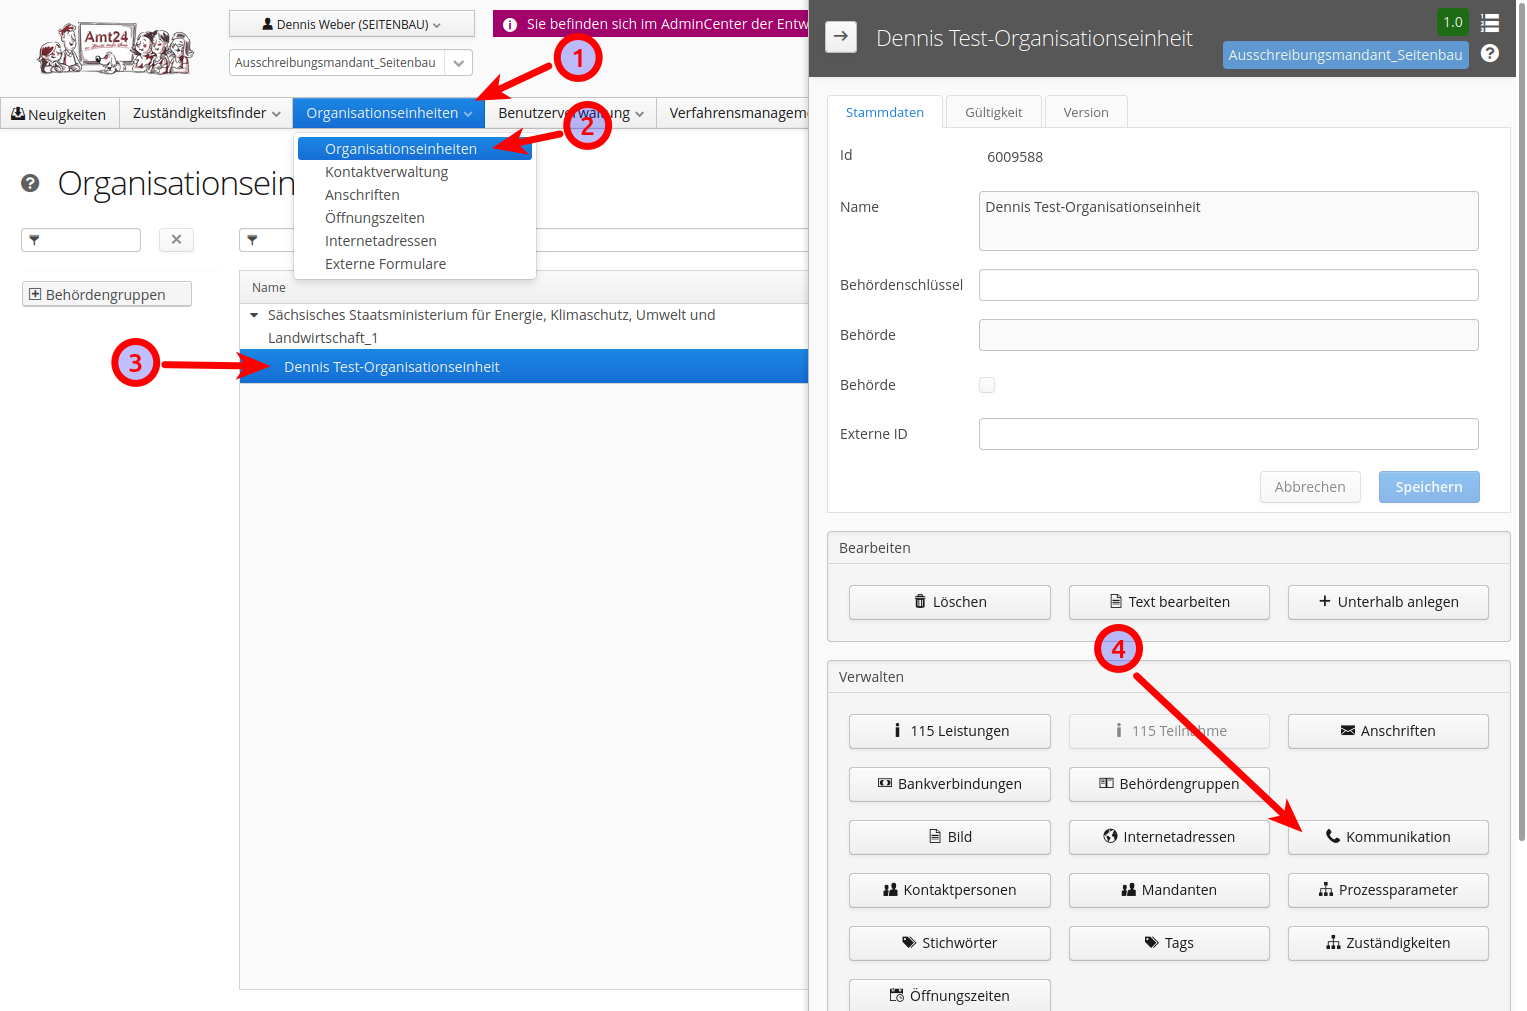 Amt24
Dennis Weber (SEITENBAU)
Sie befinden sich im AdminCenter der Entw
Ausschreibungsmandant_Seitenbau
Dennis Test-Organisationseinheit
1.0
Ausschreibungsmandant_Seitenbau
1
Neuigkeiten
Zuständigkeitsfinder
Organisationseinheiten
Benutzerverwaltung
Verfahrensmanageme
2
Organisationseinheiten
Kontaktverwaltung
Anschriften
Öffnungszeiten
Internetadressen
Externe Formulare
Organisationsein
Behördengruppen
Name
Sächsisches Staatsministerium für Energie, Klimaschutz, Umwelt und
Landwirtschaft_1
3
Dennis Test-Organisationseinheit
Stammdaten
Gültigkeit
Version
Id
6009588
Name
Dennis Test-Organisationseinheit
Behördenschlüssel
Behörde
Behörde
Externe ID
Abbrechen
Speichern
Bearbeiten
Löschen
Text bearbeiten
Unterhalb anlegen
4
Verwalten
115 Leistungen
115 Teilnahme
Anschriften
Bankverbindungen
Behördengruppen
Bild
Internetadressen
Kommunikation
Kontaktpersonen
Mandanten
Prozessparameter
Stichwörter
Tags
Zuständigkeiten
Öffnungszeiten